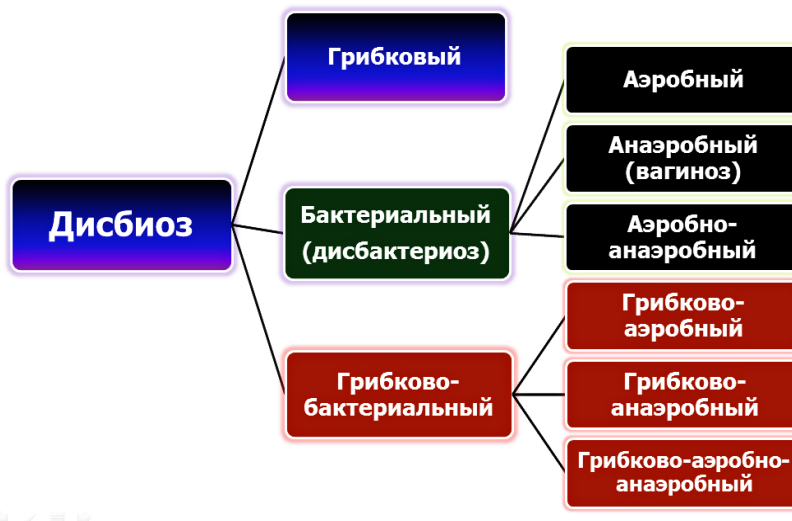 Дисбиоз
Грибковый
Бактериальный
(дисбактериоз)
Грибково-
бактериальный
Аэробный
Анаэробный
(вагиноз)
Аэробно-
анаэробный
Грибково-
аэробный
Грибково-
анаэробный
Грибково-аэробно-
анаэробный